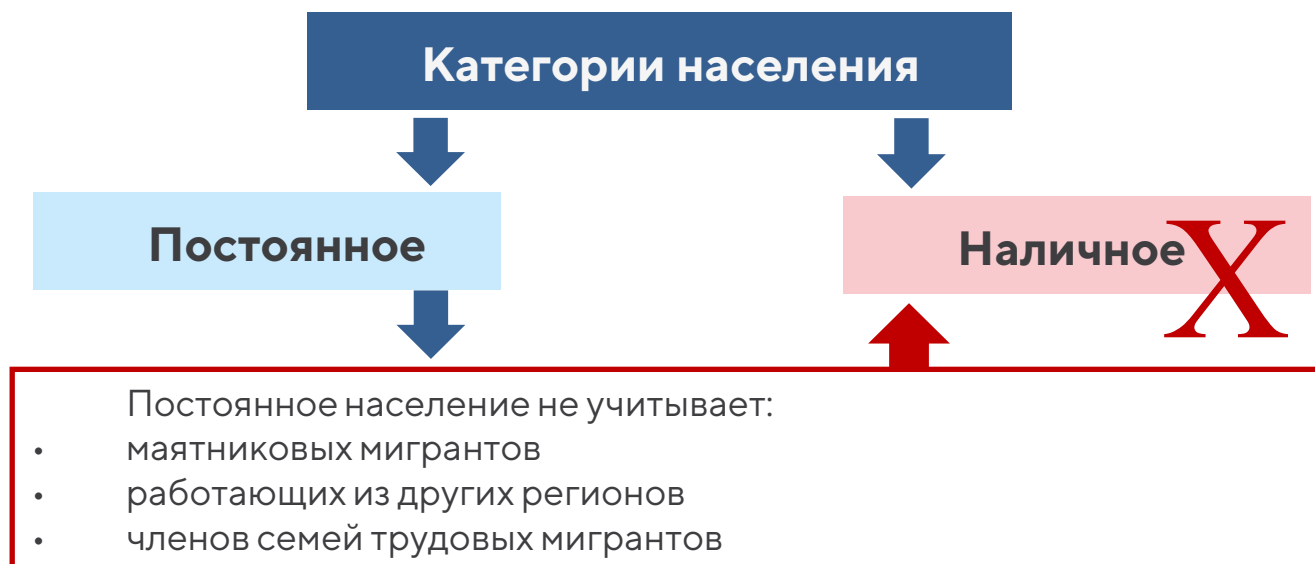 Категории населения
Постоянное
Наличное
X
Постоянное население не учитывает:
• маятниковых мигрантов
• работающих из других регионов
• членов семей трудовых мигрантов